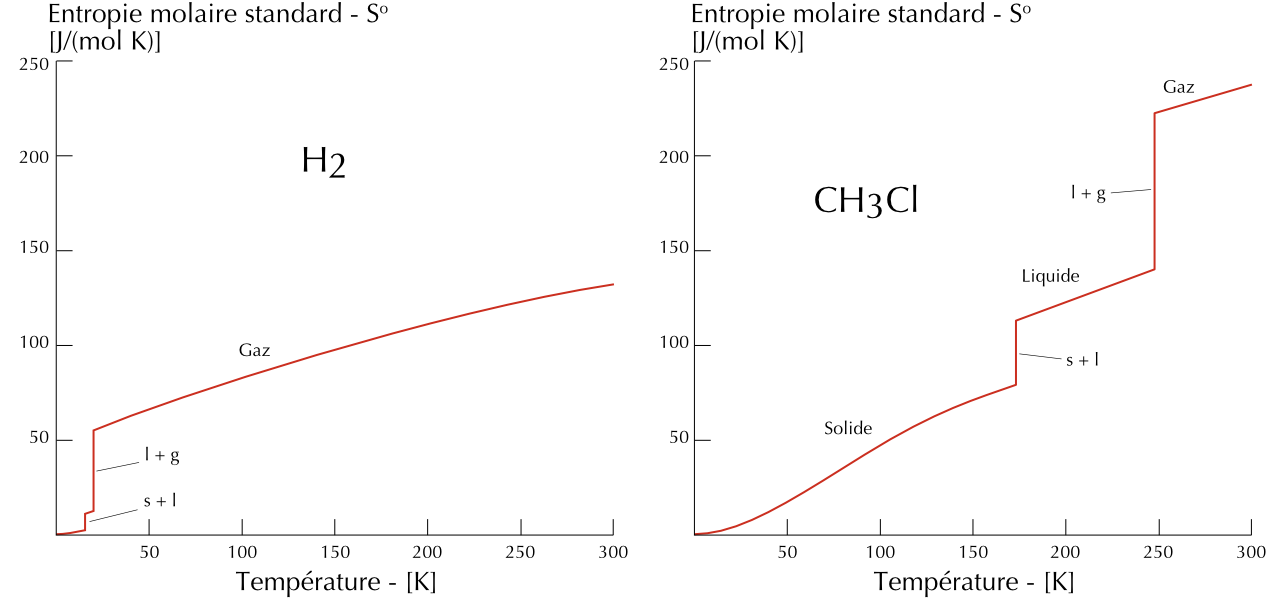 Entropie molaire standard - Sº
[J/(mol K)]
250
200
150
100
50
H2
Gaz
l + g
s + l
50
100
150
200
250
300
Température - [K]
Entropie molaire standard - Sº
[J/(mol K)]
250
200
150
100
50
CH3Cl
Gaz
l + g
Liquide
s + l
Solide
50
100
150
200
250
300
Température - [K]